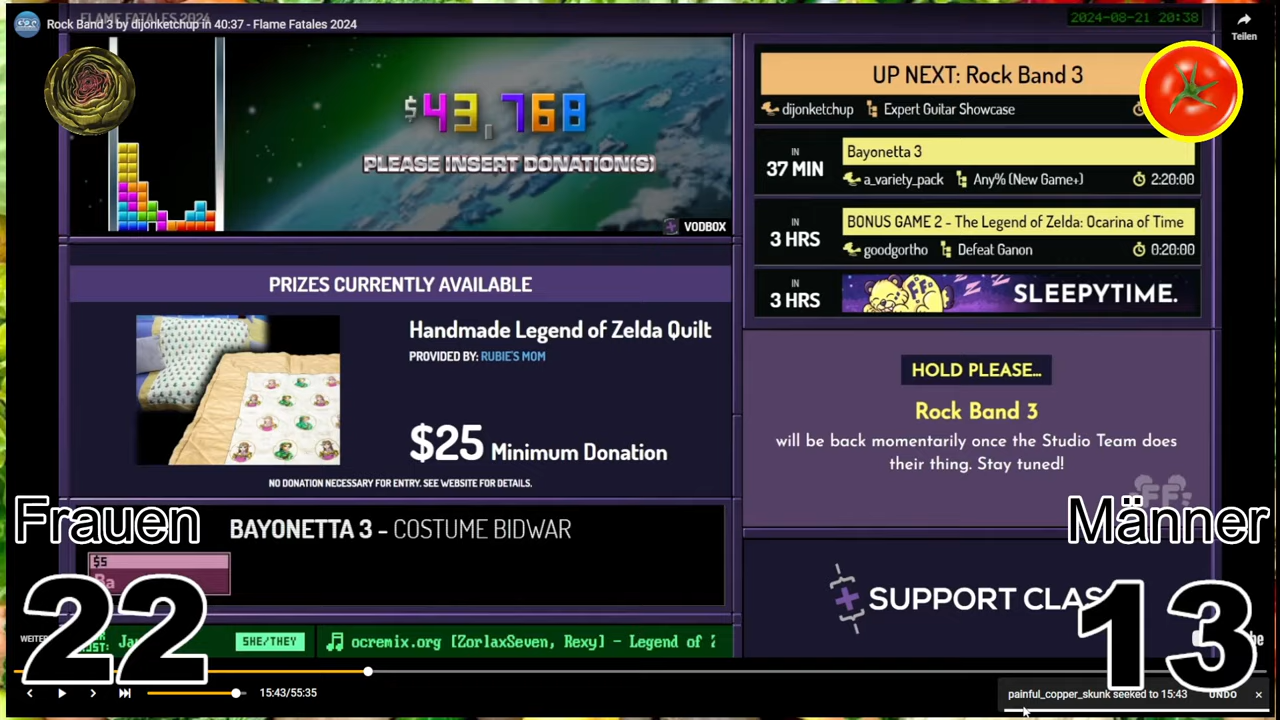 FLAME FATALES 2024
Rock Band 3 by dijonketchup in 40:37 - Flame Fatales 2024
2024-08-21 20:38
Teilen
$43,768
PLEASE INSERT DONATION(S)
VODBOX
UP NEXT: Rock Band 3
dijonketchup Expert Guitar Showcase
IN
37 MIN
Bayonetta 3
a_variety_pack Any% (New Game+) 2:20:00
IN
3 HRS
BONUS GAME 2 - The Legend of Zelda: Ocarina of Time
goodgortho Defeat Ganon 0:20:00
IN
3 HRS
FFF
Z Z Z
SLEEPYTIME.
PRIZES CURRENTLY AVAILABLE
Handmade Legend of Zelda Quilt
PROVIDED BY: RUBIE'S MOM
$25 Minimum Donation
NO DONATION NECESSARY FOR ENTRY. SEE WEBSITE FOR DETAILS.
HOLD PLEASE...
Rock Band 3
will be back momentarily once the Studio Team does
their thing. Stay tuned!
FF
Frauen
22
Männer
13
BAYONETTA 3 - COSTUME BIDWAR
$5
Ba
SUPPORT CLAS
SHE/THEY
ocremix.org [ZorlaxSeven, Rexy] - Legend of
15:43/55:35
painful_copper_skunk seeked to 15:43
UNDO